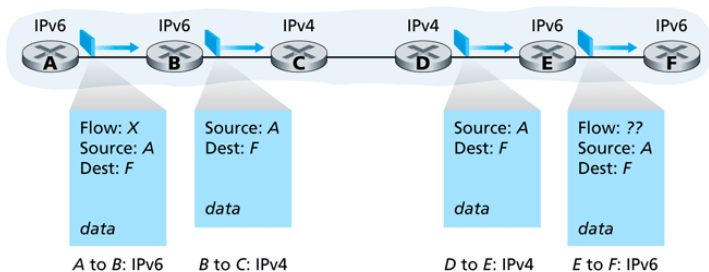 IPv6 IPv6 IPv4 IPv4 IPv6 IPv6
A B C D E F
Flow: X
Source: A
Dest: F
data
Source: A
Dest: F
data
Source: A
Dest: F
data
Flow: ??
Source: A
Dest: F
data
A to B: IPv6 B to C: IPv4 D to E: IPv4 E to F: IPv6